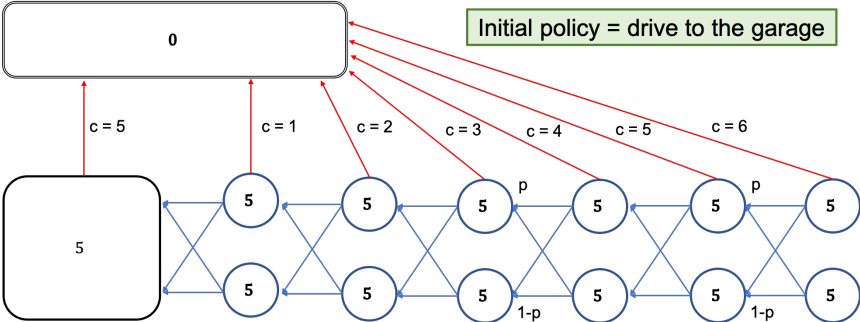 0
Initial policy = drive to the garage
c = 5
c = 1
c = 2
c = 3
c = 4
c = 5
c = 6
5
5
5
5
p
5
5
p
5
5
5
5
5
5
5
5
1-p
1-p